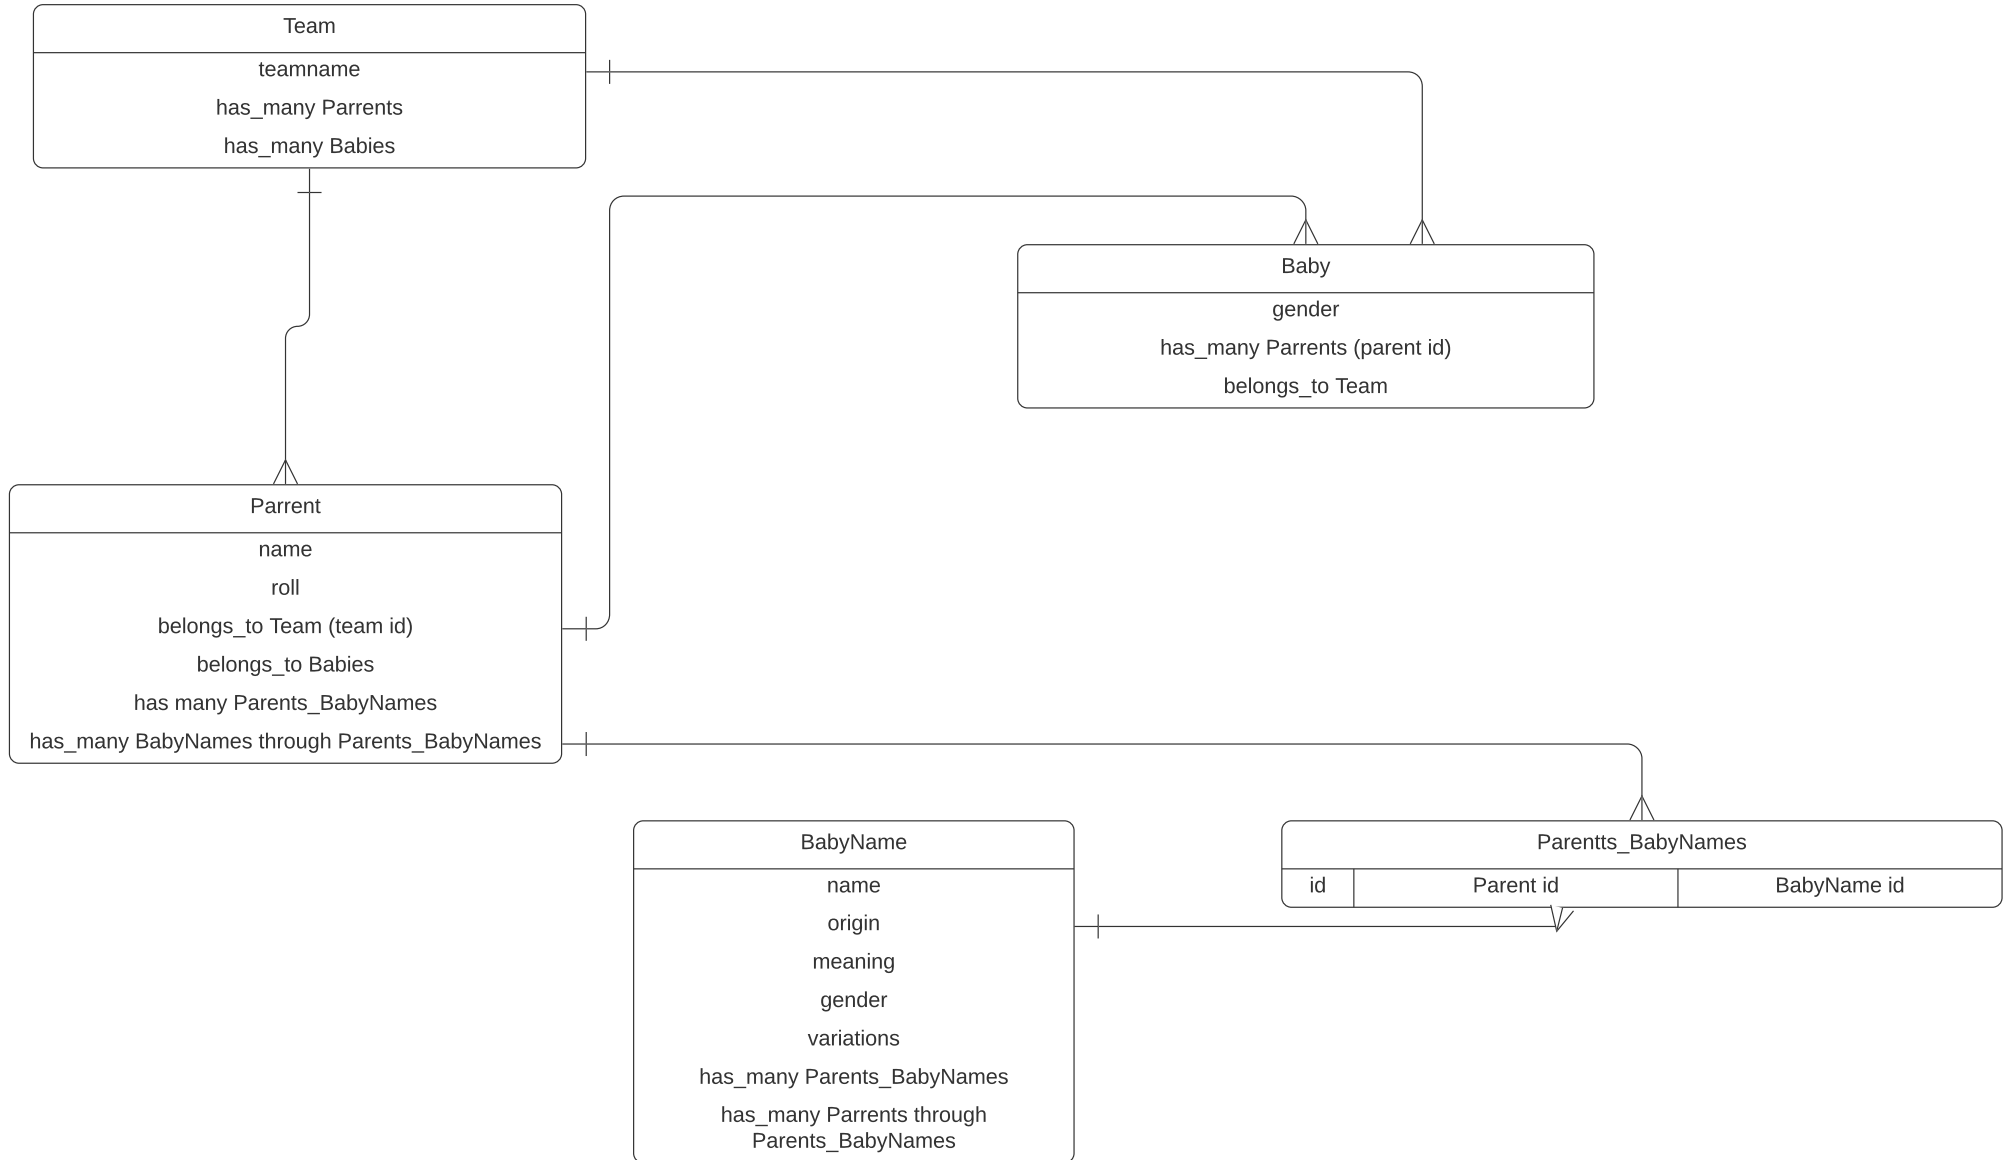 Team
teamname
has_many Parrents
has_many Babies
Baby
gender
has_many Parrents (parent id)
belongs_to Team
Parrent
name
roll
belongs_to Team (team id)
belongs_to Babies
has many Parents_BabyNames
has_many BabyNames through Parents_BabyNames
BabyName
name
origin
meaning
gender
variations
has_many Parents_BabyNames
has_many Parrents through
Parents_BabyNames
Parentts_BabyNames
id Parent id BabyName id